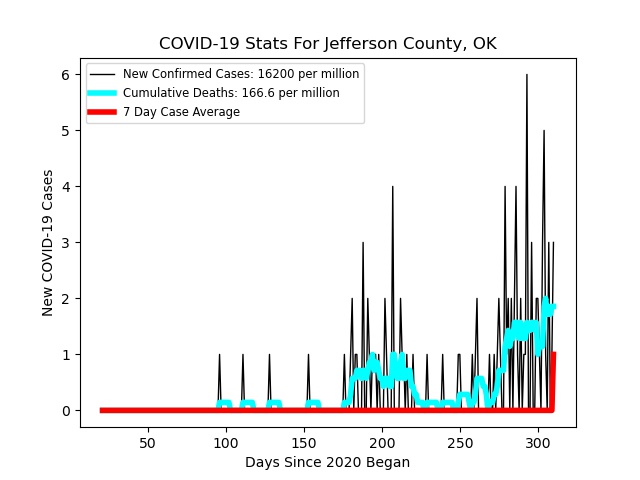 COVID-19 Stats For Jefferson County, OK
New Confirmed Cases: 16200 per million
Cumulative Deaths: 166.6 per million
7 Day Case Average
New COVID-19 Cases
6
5
4
3
2
1
0
50 100 150 200 250 300
Days Since 2020 Began